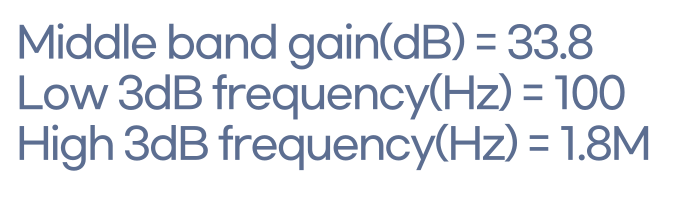 Middle band gain(dB) = 33.8
Low 3dB frequency(Hz) = 100
High 3dB frequency(Hz) = 1.8M